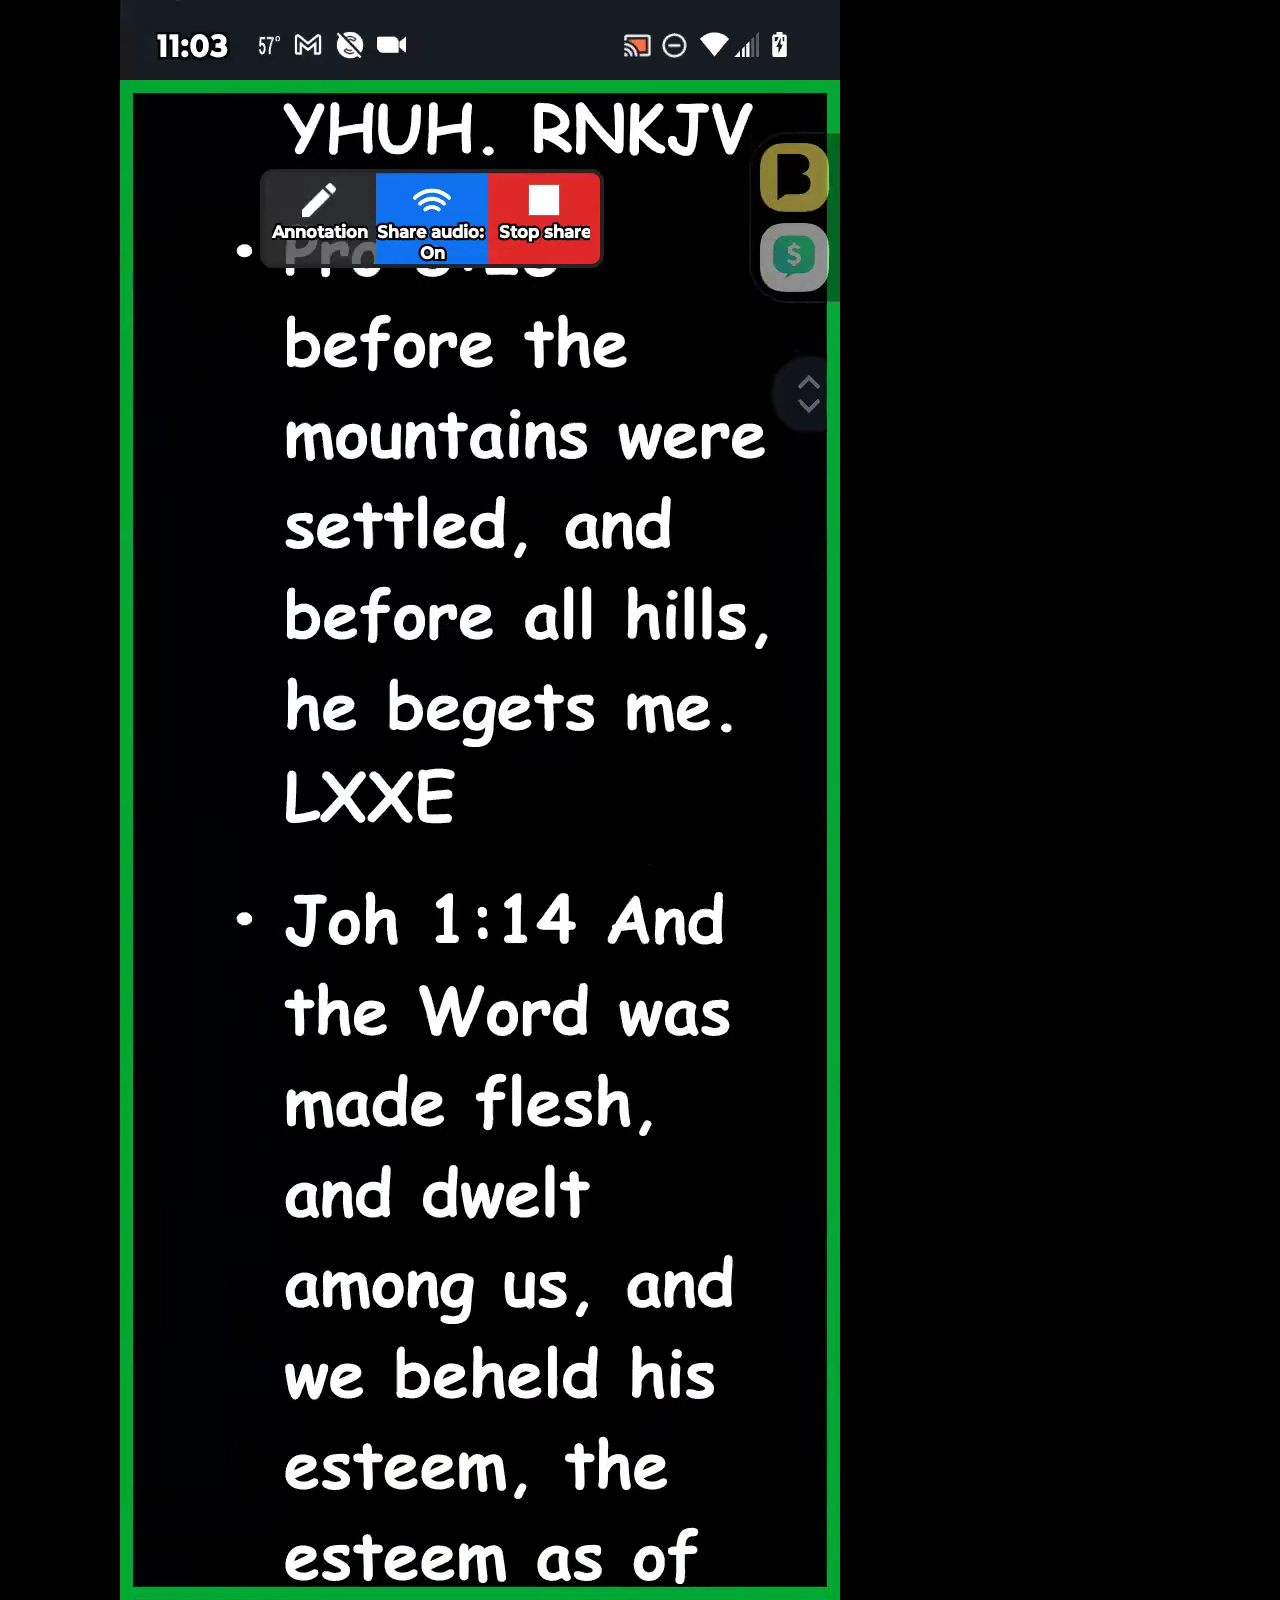 11:03 57°
YHUH. RNKJV
Annotation Share audio: On Stop share
• Pro
before the
mountains were
settled, and
before all hills,
he begets me.
LXXE
• Joh 1:14 And
the Word was
made flesh,
and dwelt
among us, and
we beheld his
esteem, the
esteem as of